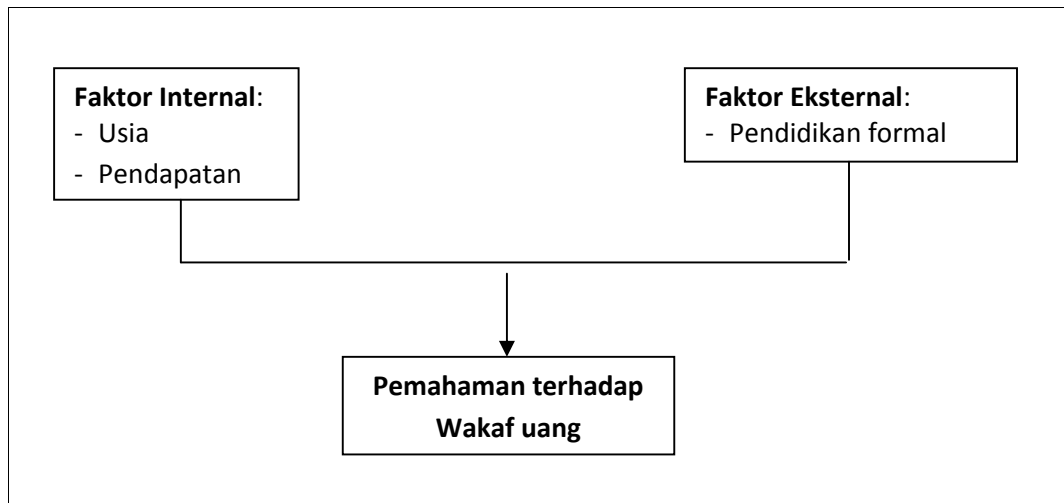 Faktor Internal:
- Usia
- Pendapatan
Faktor Eksternal:
- Pendidikan formal
Pemahaman terhadap
Wakaf uang